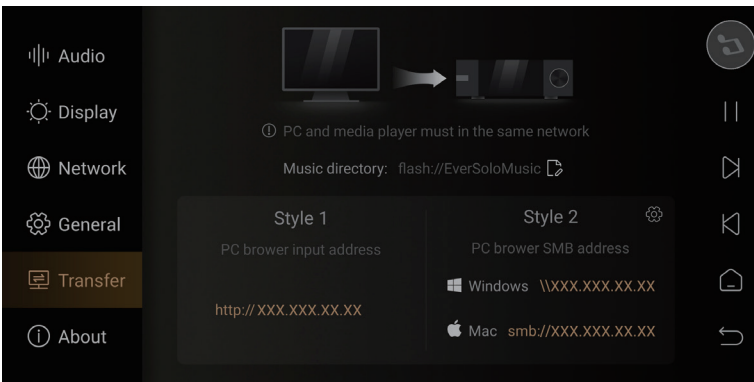 Audio
Display
Network
General
Transfer
About
PC and media player must in the same network
Music directory: flash://EverSoloMusic
Style 1
PC brower input address
http://XXX.XXX.XX.XX
Style 2
PC brower SMB address
Windows \\XXX.XXX.XX.XX
Mac smb://XXX.XXX.XX.XX